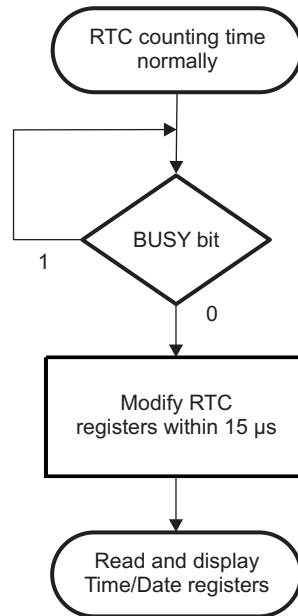 RTC counting time
normally
BUSY bit
1
0
Modify RTC
registers within 15 µs
Read and display
Time/Date registers